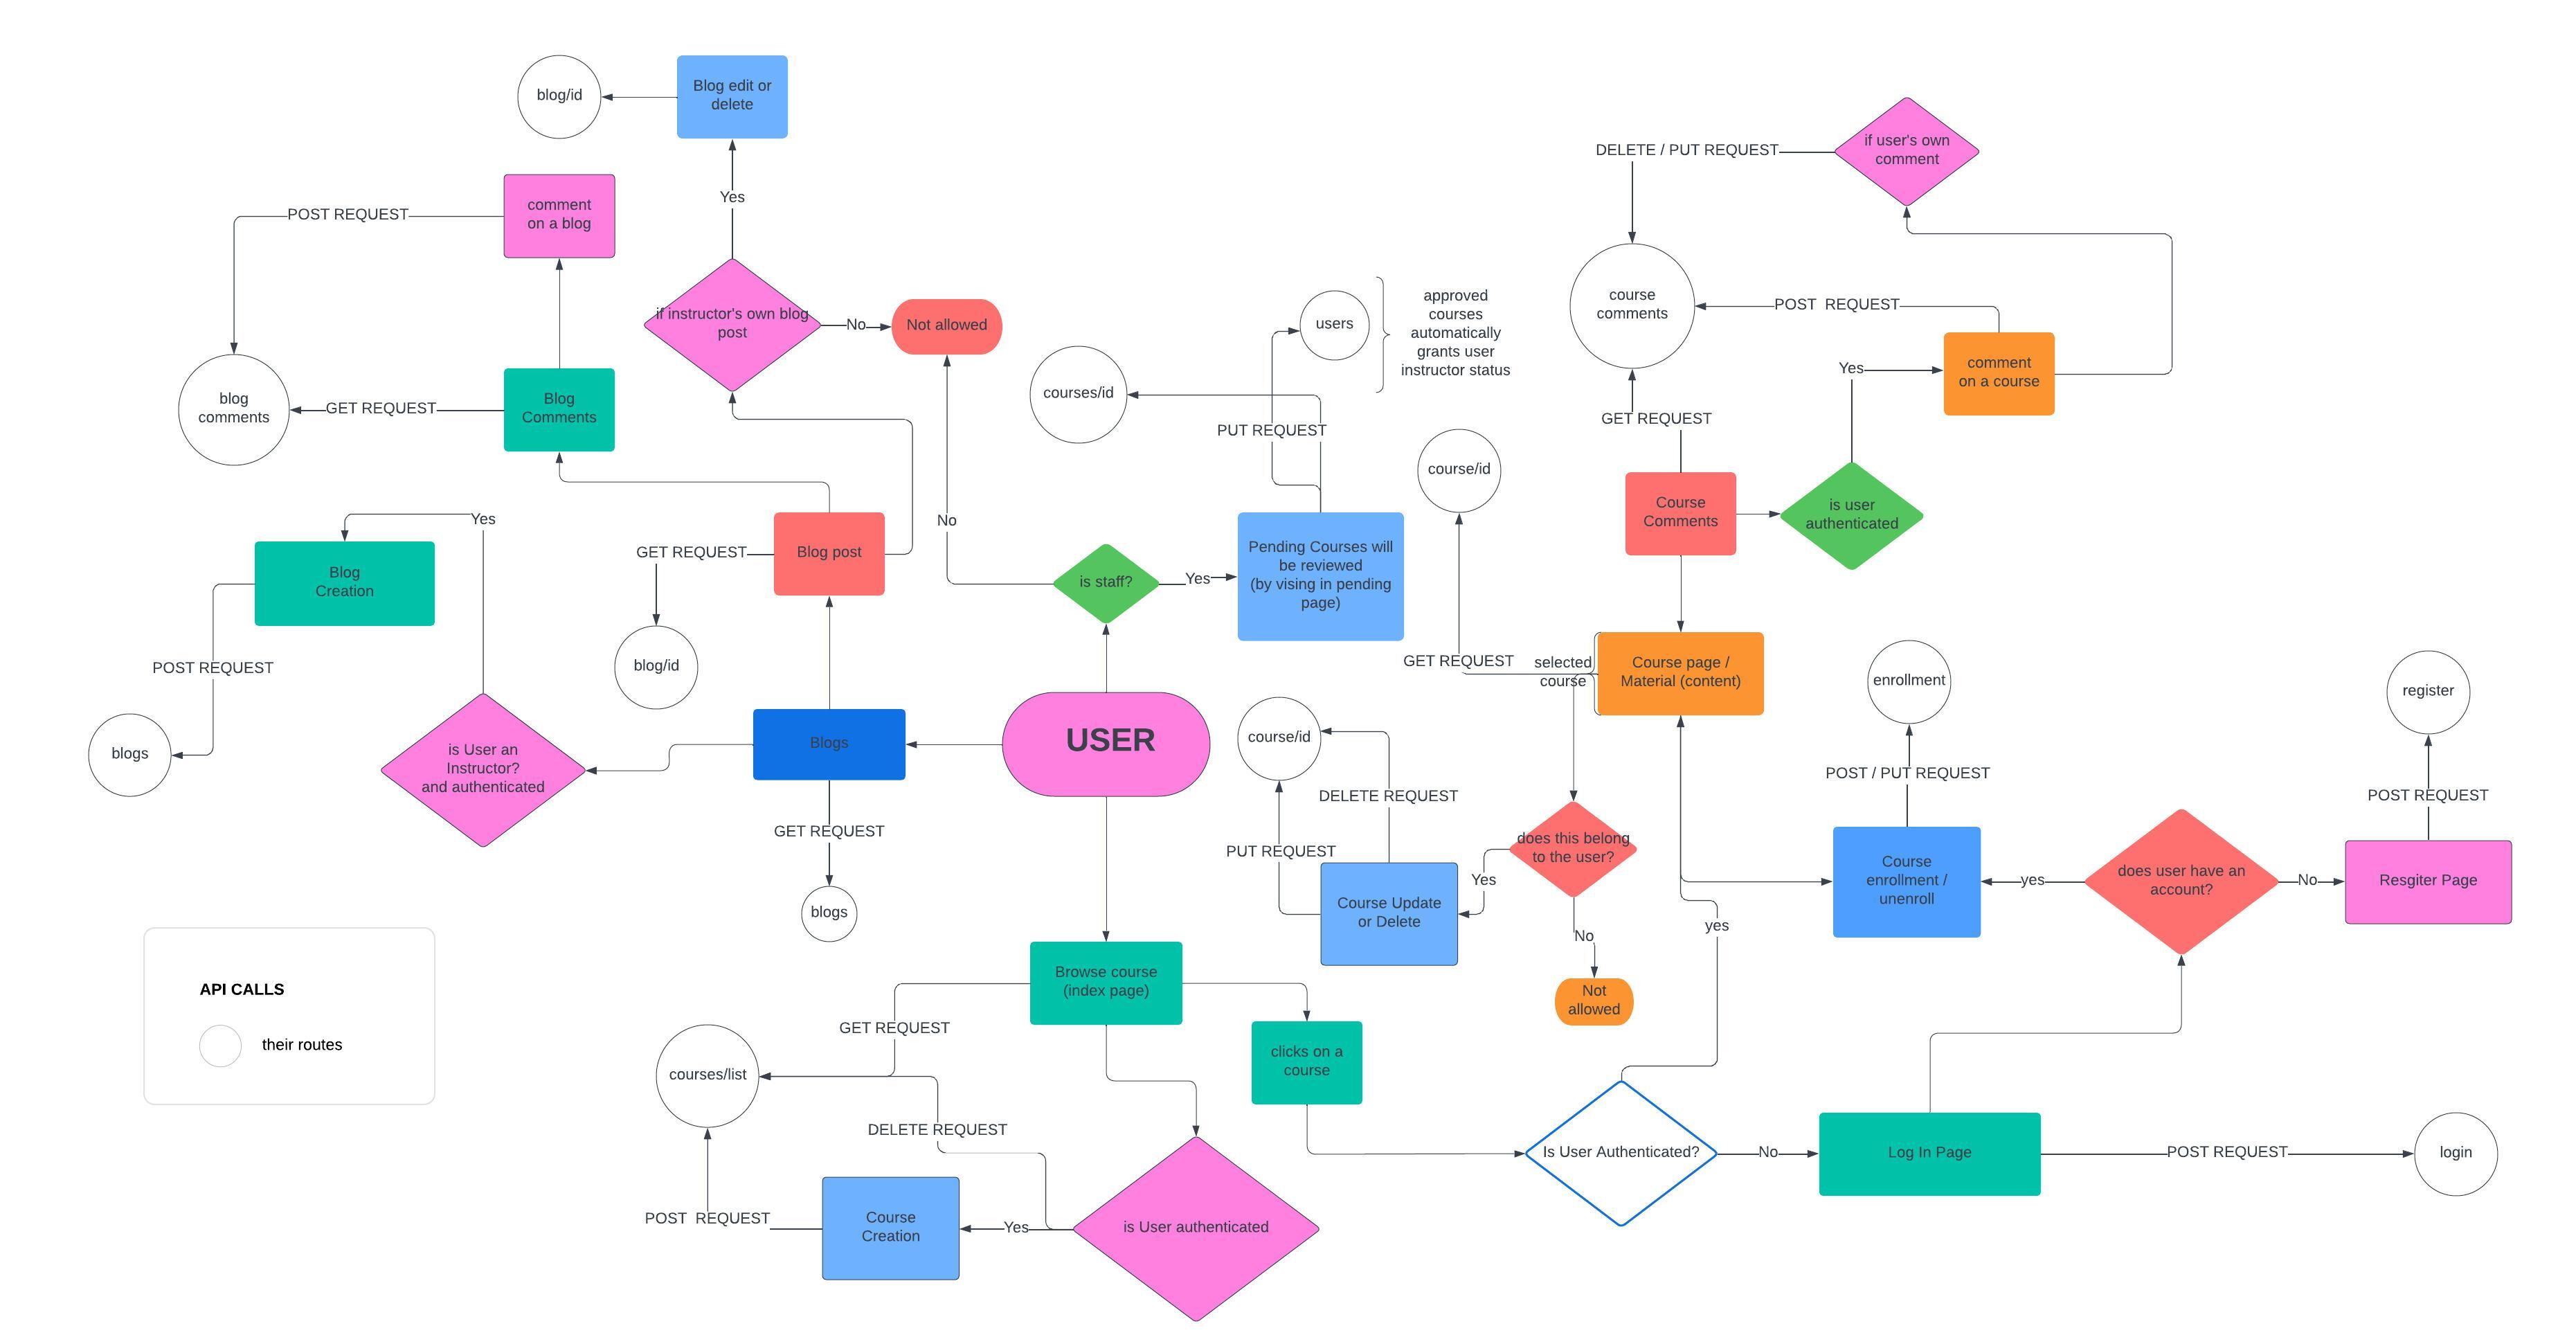 Blog edit or
delete
blog/id
if user's own
comment
DELETE / PUT REQUEST
comment
on a blog
POST REQUEST
Yes
if instructor's own blog
post
No
Not allowed
users
approved
courses
automatically
grants user
instructor status
course
comments
POST  REQUEST
comment
on a course
Yes
courses/id
PUT REQUEST
GET REQUEST
blog
comments
GET REQUEST
Blog
Comments
course/id
Course
Comments
is user
authenticated
Yes
No
Blog
Creation
GET REQUEST
Blog post
is staff?
Yes
Pending Courses will
be reviewed
(by vising in pending
page)
POST REQUEST
blog/id
GET REQUEST
selected
course
Course page /
Material (content)
enrollment
register
blogs
is User an
Instructor?
and authenticated
Blogs
USER
course/id
DELETE REQUEST
POST / PUT REQUEST
POST REQUEST
GET REQUEST
PUT REQUEST
does this belong
to the user?
Yes
Course Update
or Delete
No
Not
allowed
yes
Course
enrollment /
unenroll
yes
does user have an
account?
No
Resgiter Page
blogs
API CALLS
their routes
Browse course
(index page)
GET REQUEST
courses/list
clicks on a
course
DELETE REQUEST
Is User Authenticated?
No
Log In Page
POST REQUEST
login
POST  REQUEST
Course
Creation
Yes
is User authenticated